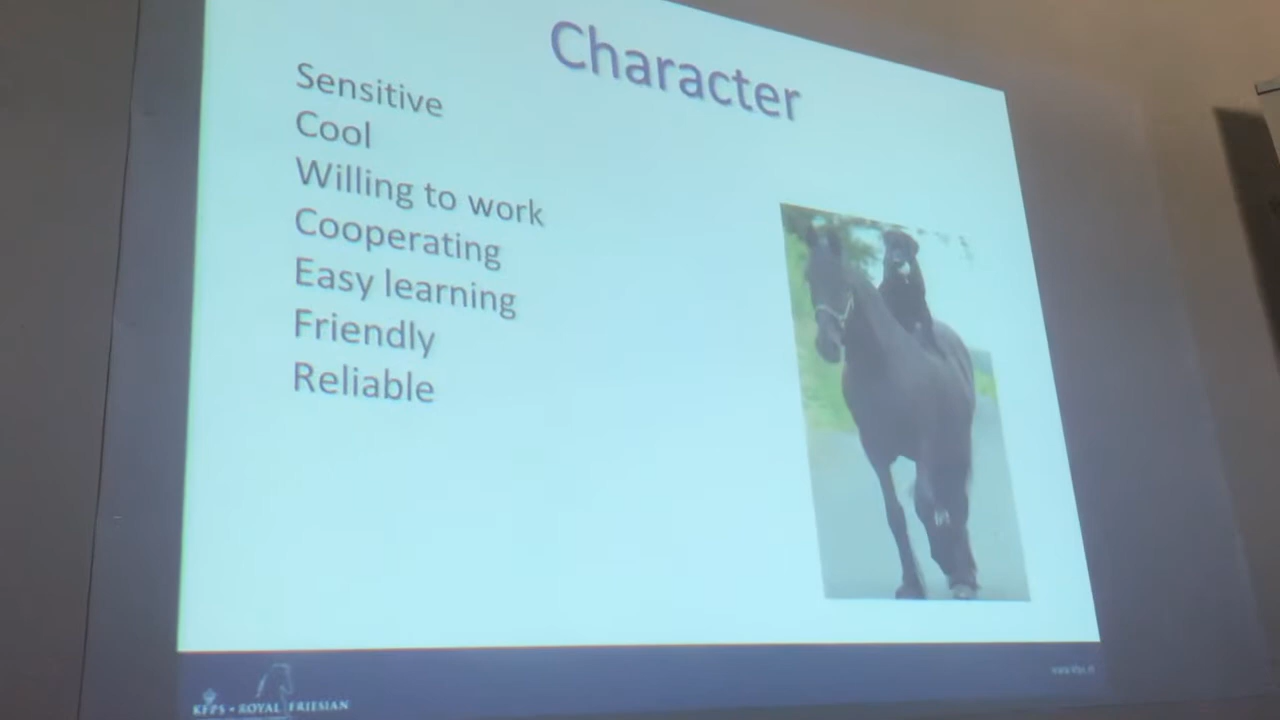 Character
Sensitive
Cool
Willing to work
Cooperating
Easy learning
Friendly
Reliable
KFPS • ROYAL FRIESIAN